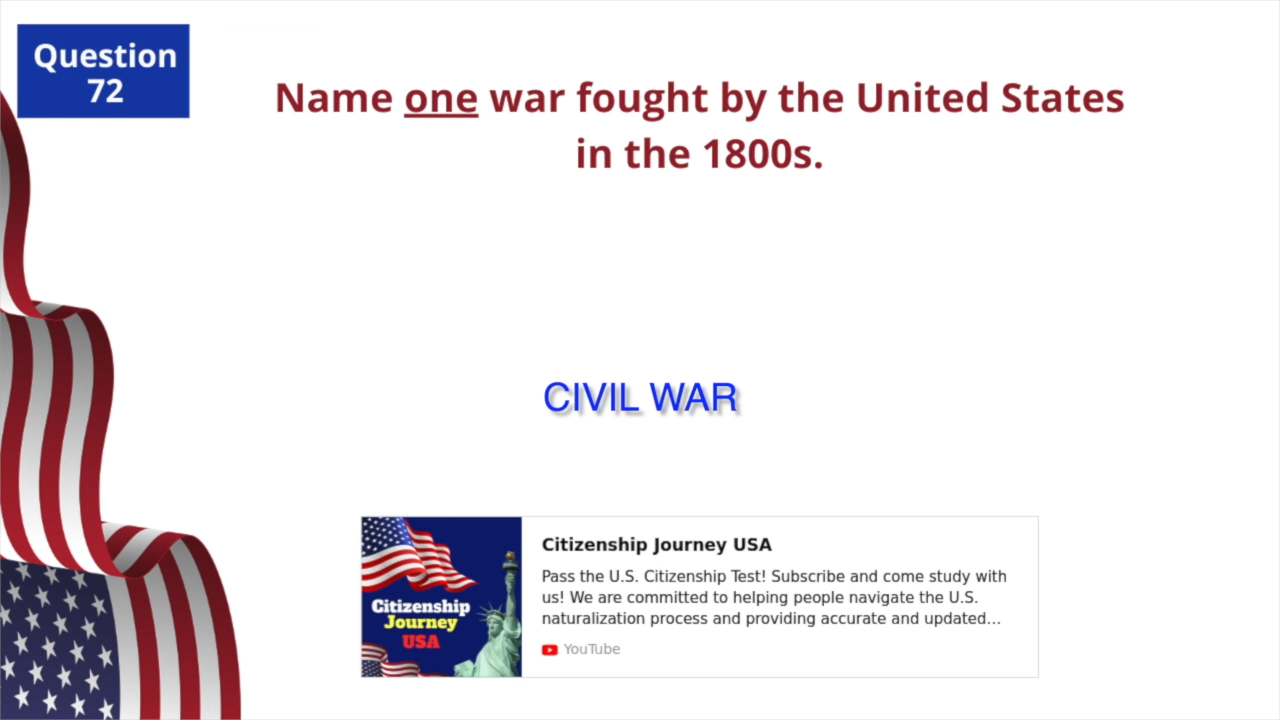 Question
72
Name one war fought by the United States
in the 1800s.
CIVIL WAR
Citizenship
Journey
USA
Citizenship Journey USA
Pass the U.S. Citizenship Test! Subscribe and come study with
us! We are committed to helping people navigate the U.S.
naturalization process and providing accurate and updated...
YouTube